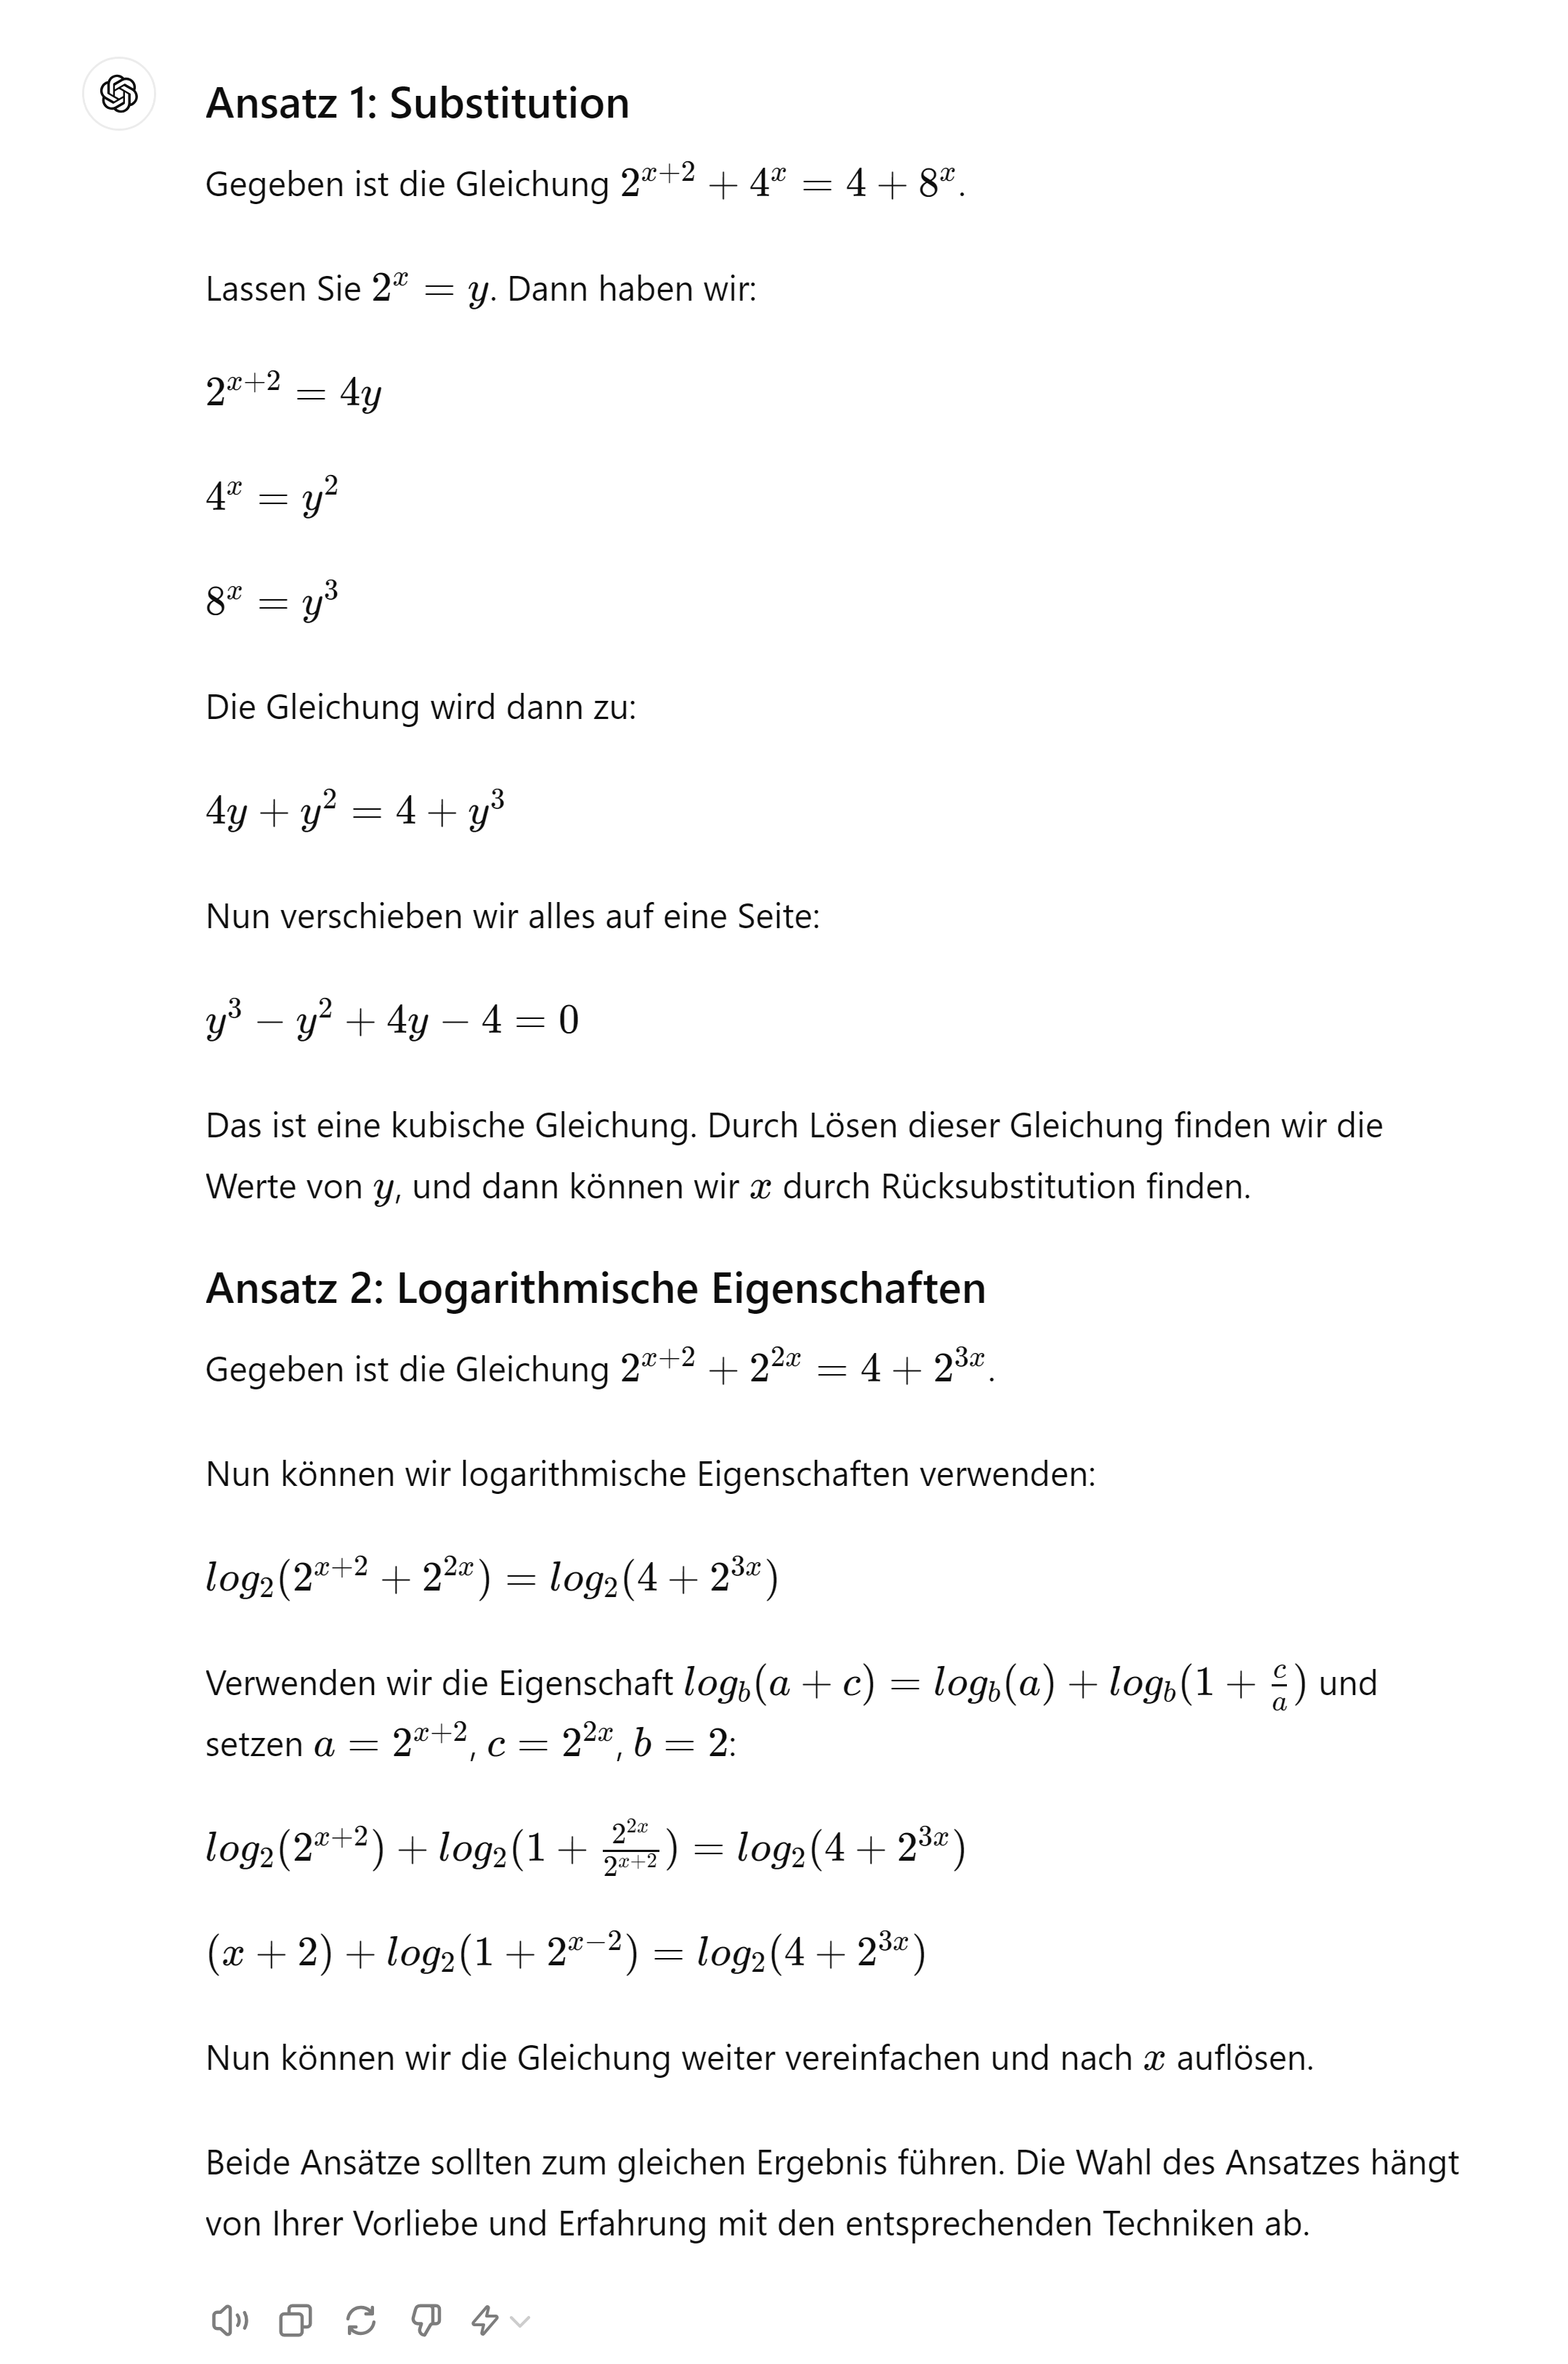 Ansatz 1: Substitution
Gegeben ist die Gleichung $2^{x+2} + 4^x = 4 + 8^x$.
Lassen Sie $2^x = y$. Dann haben wir:
$2^{x+2} = 4y$
$4^x = y^2$
$8^x = y^3$
Die Gleichung wird dann zu:
$4y + y^2 = 4 + y^3$
Nun verschieben wir alles auf eine Seite:
$y^3 - y^2 + 4y - 4 = 0$
Das ist eine kubische Gleichung. Durch Lösen dieser Gleichung finden wir die
Werte von $y$, und dann können wir $x$ durch Rücksubstitution finden.
Ansatz 2: Logarithmische Eigenschaften
Gegeben ist die Gleichung $2^{x+2} + 2^{2x} = 4 + 2^{3x}$.
Nun können wir logarithmische Eigenschaften verwenden:
$log_2(2^{x+2} + 2^{2x}) = log_2(4 + 2^{3x})$
Verwenden wir die Eigenschaft $log_b(a + c) = log_b(a) + log_b(1 + \frac{c}{a})$ und
setzen $a = 2^{x+2}$, $c = 2^{2x}$, $b = 2$:
$log_2(2^{x+2}) + log_2(1 + \frac{2^{2x}}{2^{x+2}}) = log_2(4 + 2^{3x})$
$(x + 2) + log_2(1 + 2^{x-2}) = log_2(4 + 2^{3x})$
Nun können wir die Gleichung weiter vereinfachen und nach $x$ auflösen.
Beide Ansätze sollten zum gleichen Ergebnis führen. Die Wahl des Ansatzes hängt
von Ihrer Vorliebe und Erfahrung mit den entsprechenden Techniken ab.